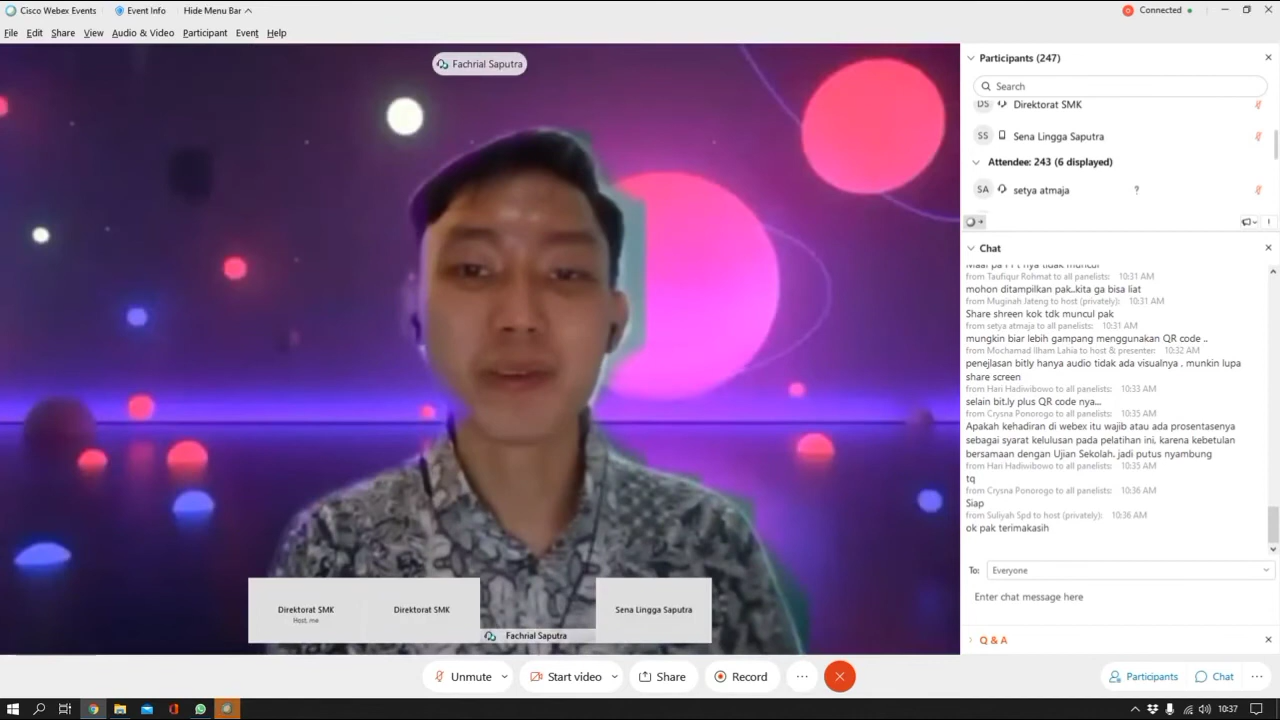 Cisco Webex Events
Event Info
Hide Menu Bar
Connected
File Edit Share View Audio & Video Participant Event Help
Fachrial Saputra
Participants (247)
Search
DS Direktorat SMK
SS Sena Lingga Saputra
Attendee: 243 (6 displayed)
SA setya atmaja ?
Chat
from Taufiqur Rohmat to all panelists: 10:31 AM
mohon ditampilkan pak..kita ga bisa liat
from Muginah Jateng to host (privately): 10:31 AM
Share shreen kok tdk muncul pak
from setya atmaja to all panelists: 10:31 AM
mungkin biar lebih gampang menggunakan QR code ..
from Mochamad Ilham Lahia to host & presenter: 10:32 AM
penejlasan bitly hanya audio tidak ada visualnya . munkin lupa
share screen
from Hari Hadiwibowo to all panelists: 10:33 AM
selain bit.ly plus QR code nya...
from Crysna Ponorogo to all panelists: 10:35 AM
Apakah kehadiran di webex itu wajib atau ada prosentasenya
sebagai syarat kelulusan pada pelatihan ini, karena kebetulan
bersamaan dengan Ujian Sekolah. jadi putus nyambung
from Hari Hadiwibowo to all panelists: 10:35 AM
tq
from Crysna Ponorogo to all panelists: 10:36 AM
Siap
from Suliyah Spd to host (privately): 10:36 AM
ok pak terimakasih
To: Everyone
Enter chat message here
Q & A
Direktorat SMK
Host, me
Direktorat SMK
Fachrial Saputra
Sena Lingga Saputra
Unmute
Start video
Share
Record
Participants
Chat
10:37